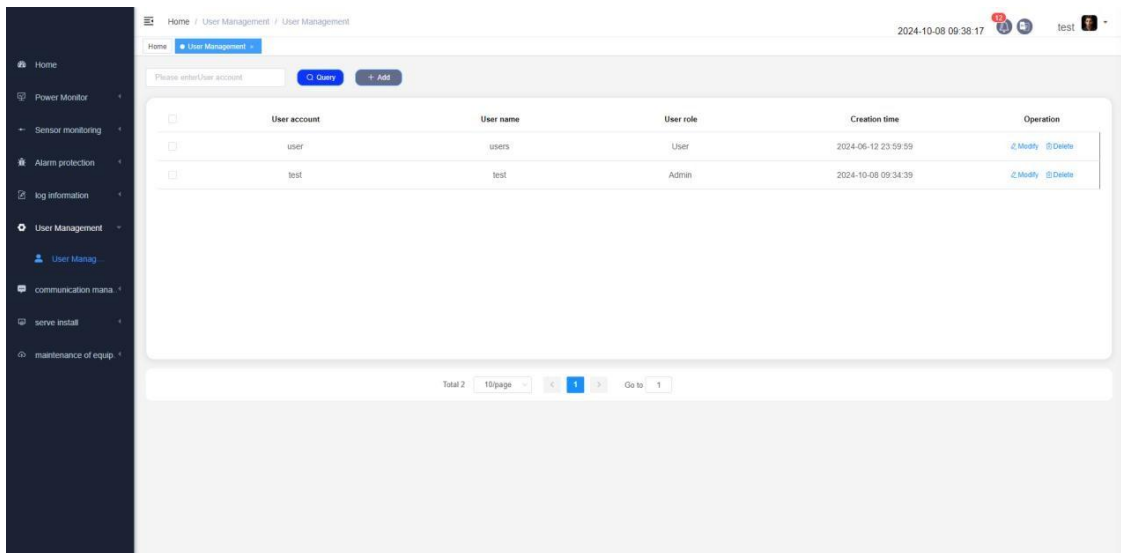 Home / User Management / User Management
2024-10-08 09:38:17 12 test
Home User Management ×
Home
Power Monitor
Sensor monitoring
Alarm protection
log information
User Management
User Manag...
communication mana..
serve install
maintenance of equip.
Please enterUser account Query + Add
User account User name User role Creation time Operation
user users User 2024-06-12 23:59:59 Modify Delete
test test Admin 2024-10-08 09:34:39 Modify Delete
Total 2 10/page < 1 > Go to 1